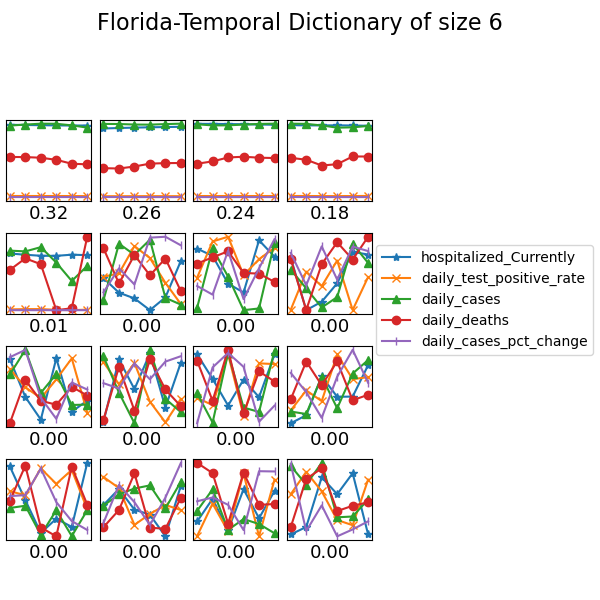 Florida-Temporal Dictionary of size 6
0.32 0.26 0.24 0.18
0.01 0.00 0.00 0.00
hospitalized_Currently
daily_test_positive_rate
daily_cases
daily_deaths
daily_cases_pct_change
0.00 0.00 0.00 0.00
0.00 0.00 0.00 0.00